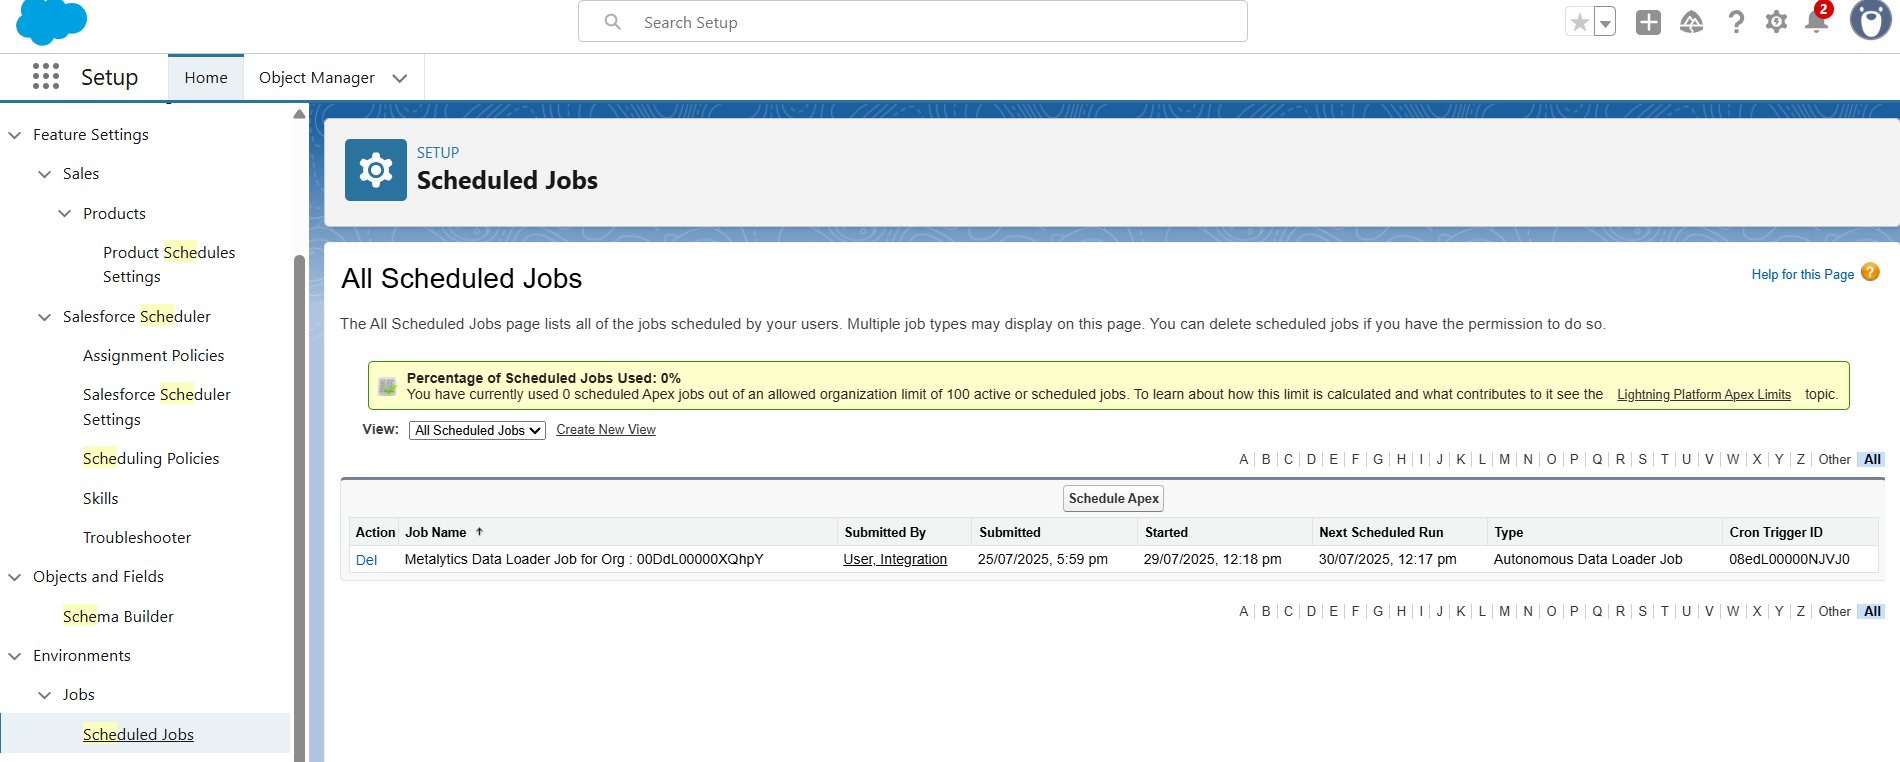 Search Setup
2
Setup
Home
Object Manager
Feature Settings
Sales
Products
Product Schedules
Settings
Salesforce Scheduler
Assignment Policies
Salesforce Scheduler
Settings
Scheduling Policies
Skills
Troubleshooter
Objects and Fields
Schema Builder
Environments
Jobs
Scheduled Jobs
SETUP
Scheduled Jobs
All Scheduled Jobs
Help for this Page ?
The All Scheduled Jobs page lists all of the jobs scheduled by your users. Multiple job types may display on this page. You can delete scheduled jobs if you have the permission to do so.
Percentage of Scheduled Jobs Used: 0%
You have currently used 0 scheduled Apex jobs out of an allowed organization limit of 100 active or scheduled jobs. To learn about how this limit is calculated and what contributes to it see the Lightning Platform Apex Limits topic.
View: All Scheduled Jobs Create New View
A | B | C | D | E | F | G | H | I | J | K | L | M | N | O | P | Q | R | S | T | U | V | W | X | Y | Z | Other | All
Schedule Apex
Action Job Name ↑ Submitted By Submitted Started Next Scheduled Run Type Cron Trigger ID
Del Metalytics Data Loader Job for Org : 00DdL00000XQhpY User, Integration 25/07/2025, 5:59 pm 29/07/2025, 12:18 pm 30/07/2025, 12:17 pm Autonomous Data Loader Job 08edL00000NJVJ0
A | B | C | D | E | F | G | H | I | J | K | L | M | N | O | P | Q | R | S | T | U | V | W | X | Y | Z | Other | All